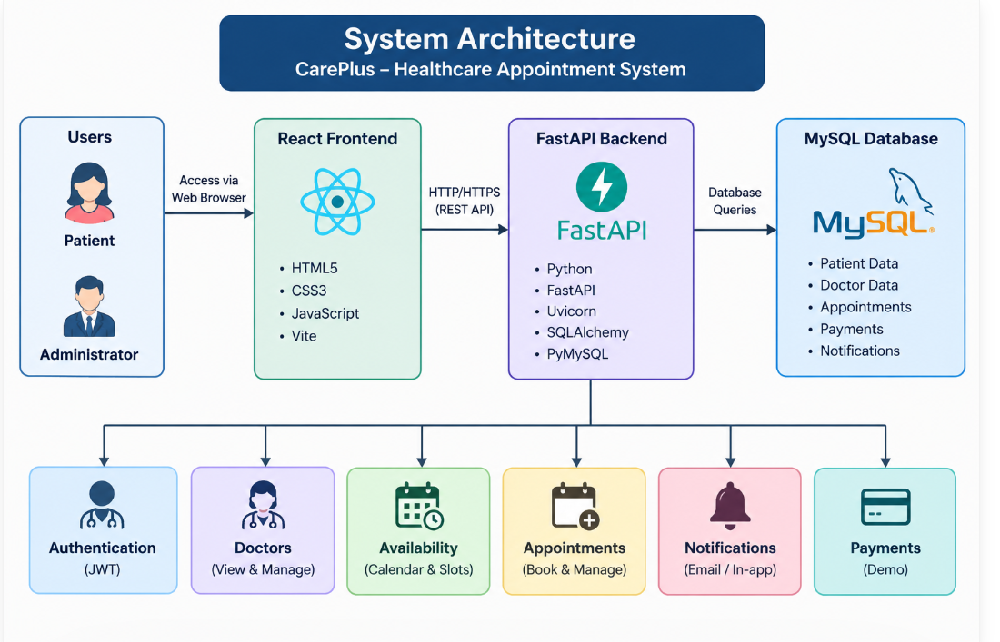 System Architecture
CarePlus – Healthcare Appointment System
Users
Patient
Administrator
Access via
Web Browser
React Frontend
• HTML5
• CSS3
• JavaScript
• Vite
HTTP/HTTPS
(REST API)
FastAPI Backend
FastAPI
• Python
• FastAPI
• Uvicorn
• SQLAlchemy
• PyMySQL
Database
Queries
MySQL Database
MySQL®
• Patient Data
• Doctor Data
• Appointments
• Payments
• Notifications
Authentication
(JWT)
Doctors
(View & Manage)
Availability
(Calendar & Slots)
Appointments
(Book & Manage)
Notifications
(Email / In-app)
Payments
(Demo)